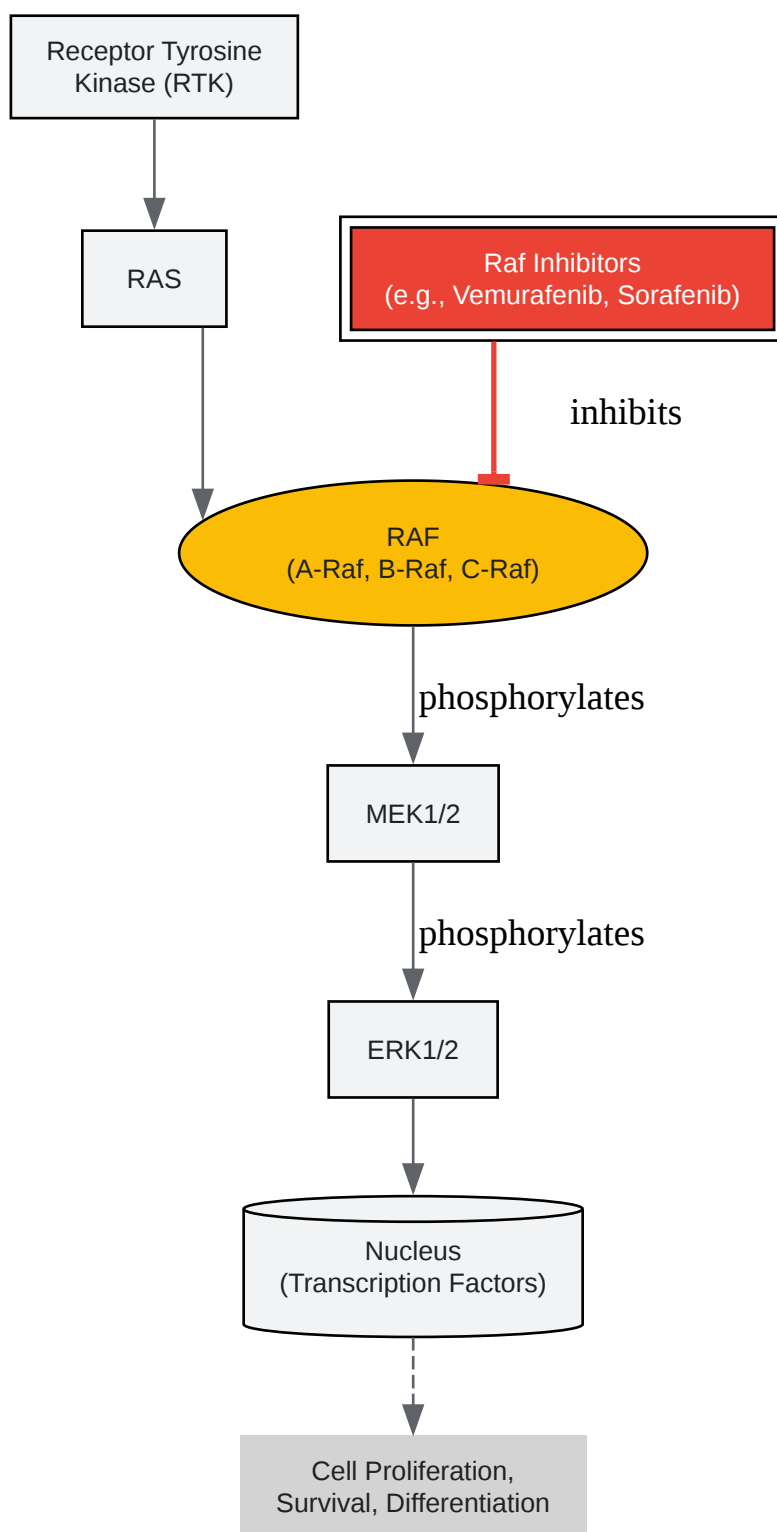 Receptor Tyrosine
Kinase (RTK)
RAS
Raf Inhibitors
(e.g., Vemurafenib, Sorafenib)
inhibits
RAF
(A-Raf, B-Raf, C-Raf)
phosphorylates
MEK1/2
phosphorylates
ERK1/2
Nucleus
(Transcription Factors)
Cell Proliferation,
Survival, Differentiation